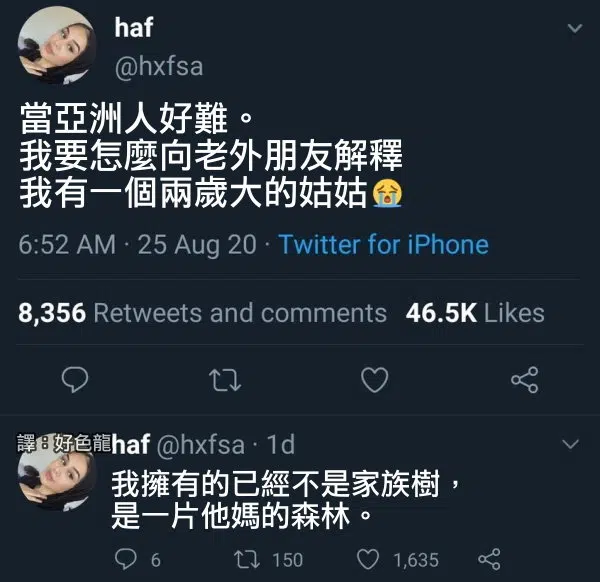 haf
@hxfsa
當亞洲人好難。
我要怎麼向老外朋友解釋
我有一個兩歲大的姑姑😭
6:52 AM · 25 Aug 20 · Twitter for iPhone
8,356 Retweets and comments 46.5K Likes
譯：好色龍
haf @hxfsa · 1d
我擁有的已經不是家族樹，
是一片他媽的森林。
6 150 1,635